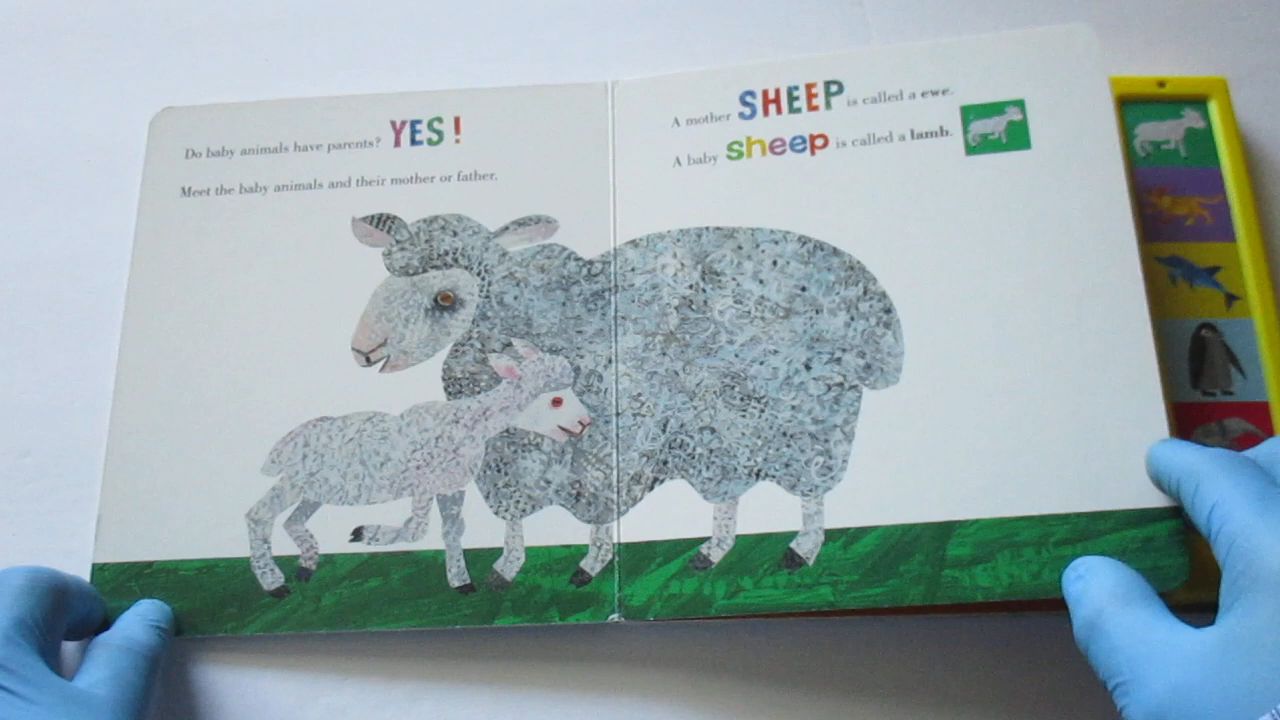 Do baby animals have parents? YES!
Meet the baby animals and their mother or father.
A mother SHEEP is called a ewe.
A baby sheep is called a lamb.